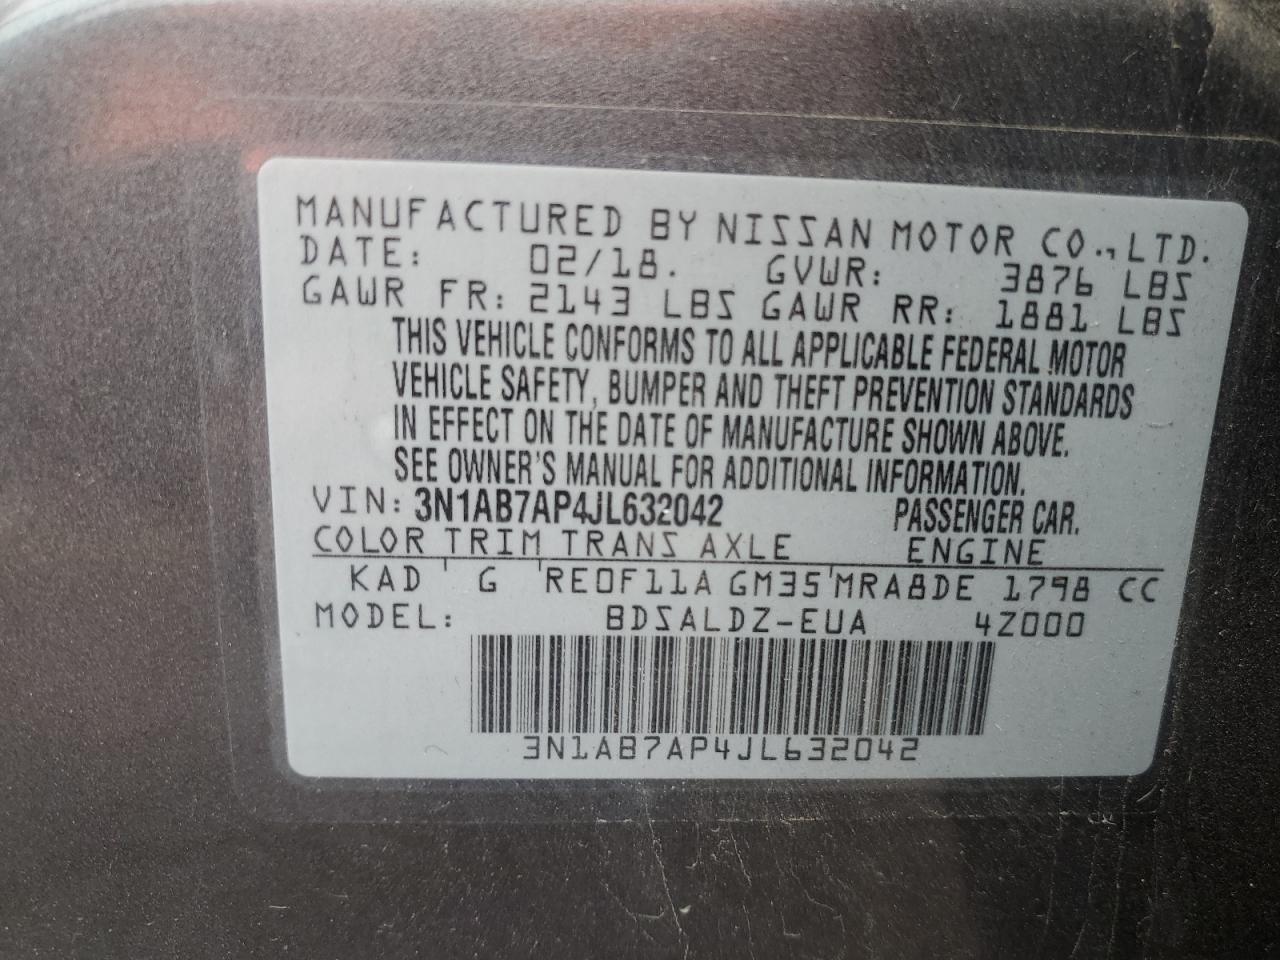 MANUFACTURED BY NISSAN MOTOR CO.,LTD.
DATE: 02/18. GVWR: 3876 LBS
GAWR FR: 2143 LBS GAWR RR: 1881 LBS
THIS VEHICLE CONFORMS TO ALL APPLICABLE FEDERAL MOTOR
VEHICLE SAFETY, BUMPER AND THEFT PREVENTION STANDARDS
IN EFFECT ON THE DATE OF MANUFACTURE SHOWN ABOVE.
SEE OWNER'S MANUAL FOR ADDITIONAL INFORMATION.
VIN: 3N1AB7AP4JL632042 PASSENGER CAR.
COLOR TRIM TRANS AXLE ENGINE
KAD ' G 'RE0F11A GM35'MRA8DE 1798 CC
MODEL: BDSALDZ-EUA 4Z000
3N1AB7AP4JL632042